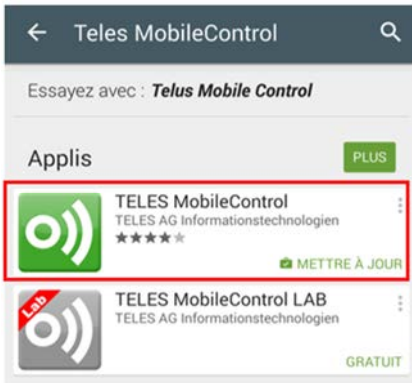 Teles MobileControl
Essayez avec : Telus Mobile Control
Applis
PLUS
TELES MobileControl
TELES AG Informationstechnologien
METTRE À JOUR
Lab
TELES MobileControl LAB
TELES AG Informationstechnologien
GRATUIT